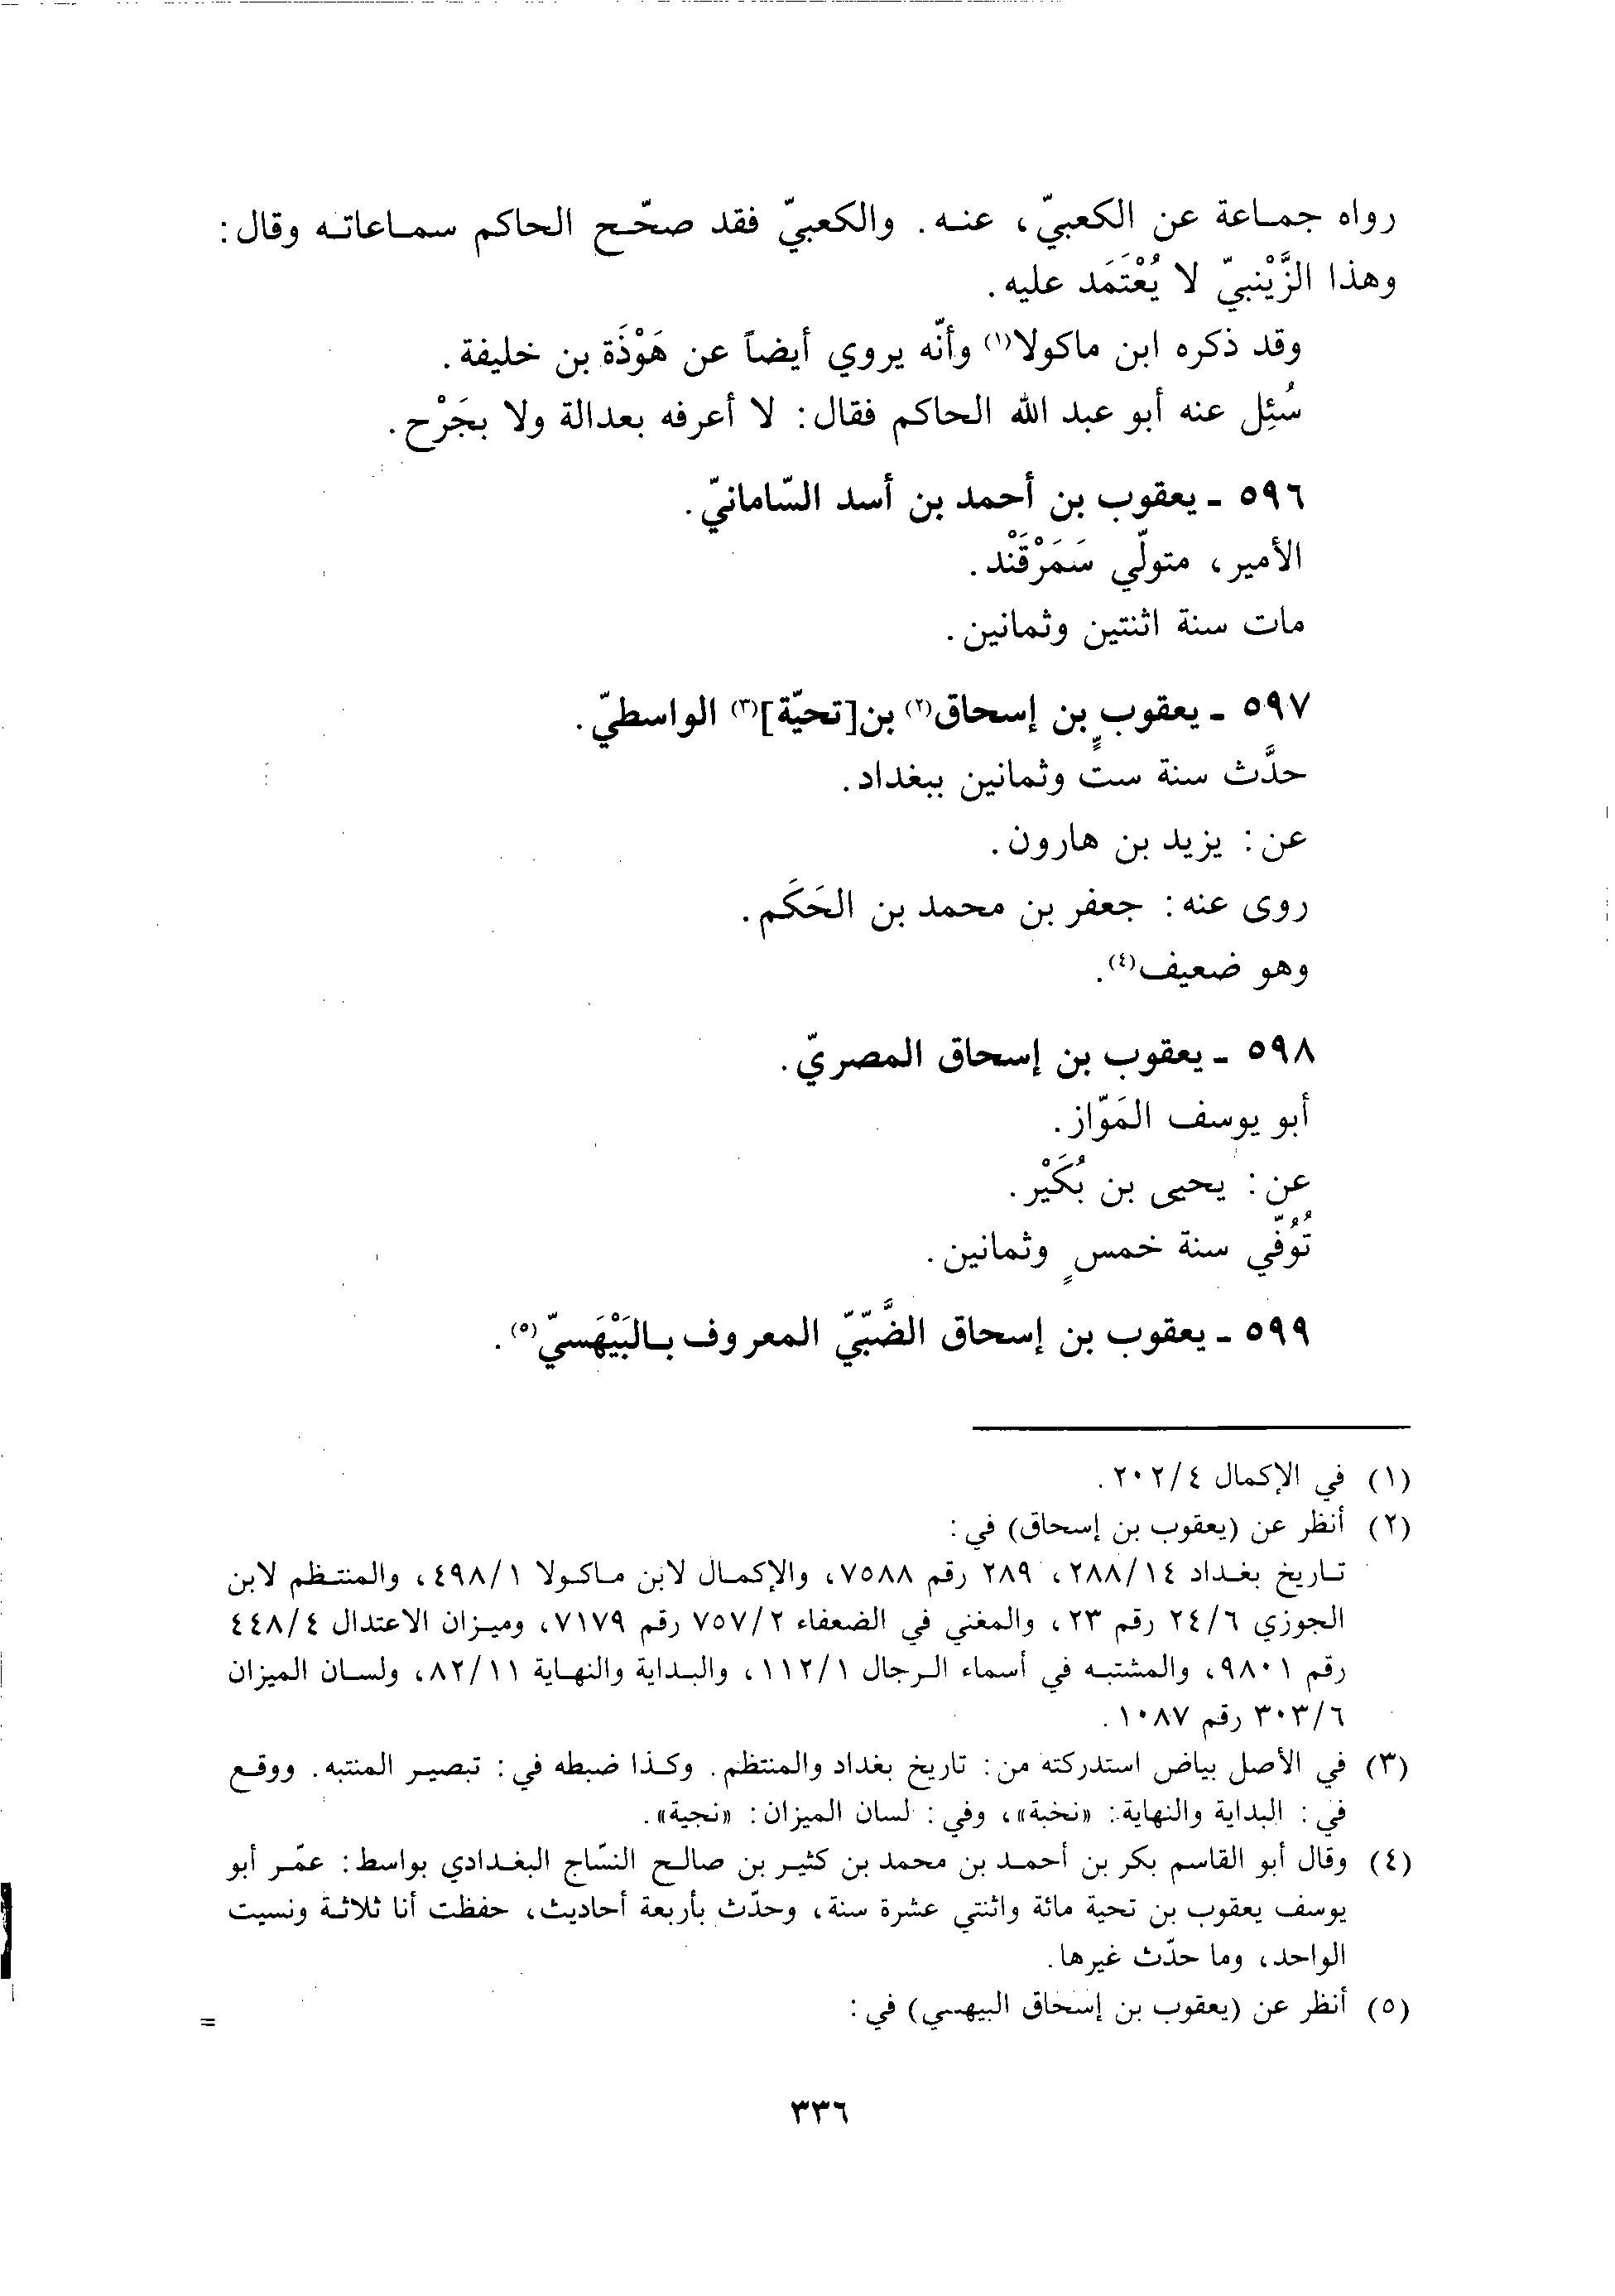 رواه جماعة عن الكعبيّ، عنه. والكعبيّ فقد صحّح الحاكم سماعاته وقال:
وهذا الزَّيْنبيّ لا يُعْتَمَد عليه.
وقد ذكره ابن ماكولا(١) وأنّه يروي أيضاً عن هَوْذَة بن خليفة.
سُئِل عنه أبو عبد الله الحاكم فقال: لا أعرفه بعدالة ولا بجَرْح.
٥٩٦ ـ يعقوب بن أحمد بن أسد السّامانيّ.
الأمير، متولّي سَمَرْقَنْد.
مات سنة اثنتين وثمانين.
٥٩٧ ـ يعقوب بن إسحاق(٢) بن[تحيّة](٣) الواسطيّ.
حدَّث سنة ستٍّ وثمانين ببغداد.
عن: يزيد بن هارون.
روى عنه: جعفر بن محمد بن الحَكَم.
وهو ضعيف(٤).
٥٩٨ ـ يعقوب بن إسحاق المصريّ.
أبو يوسف المَوّاز.
عن: يحيى بن بُكَيْر.
تُوُفّي سنة خمسٍ وثمانين.
٥٩٩ ـ يعقوب بن إسحاق الضَّبّيّ المعروف بالبَيْهَسيّ(٥).
(١) في الإكمال ٢٠٢/٤.
(٢) أنظر عن (يعقوب بن إسحاق) في:
تاريخ بغداد ٢٨٨/١٤، ٢٨٩ رقم ٧٥٨٨، والإكمال لابن ماكولا ٤٩٨/١، والمنتظم لابن
الجوزي ٢٤/٦ رقم ٢٣، والمغني في الضعفاء ٧٥٧/٢ رقم ٧١٧٩، وميزان الاعتدال ٤٤٨/٤
رقم ٩٨٠١، والمشتبه في أسماء الرجال ١١٢/١، والبداية والنهاية ٨٢/١١، ولسان الميزان
٣٠٣/٦ رقم ١٠٨٧.
(٣) في الأصل بياض استدركته من: تاريخ بغداد والمنتظم. وكذا ضبطه في: تبصير المنتبه. ووقع
في: البداية والنهاية: «نخبة»، وفي: لسان الميزان: «نجية».
(٤) وقال أبو القاسم بكر بن أحمد بن محمد بن كثير بن صالح النسّاج البغدادي بواسط: عمّر أبو
يوسف يعقوب بن تحية مائة واثنتي عشرة سنة، وحدّث بأربعة أحاديث، حفظت أنا ثلاثة ونسيت
الواحد، وما حدّث غيرها.
(٥) أنظر عن (يعقوب بن إسحاق البيهسي) في:
=
٣٣٦